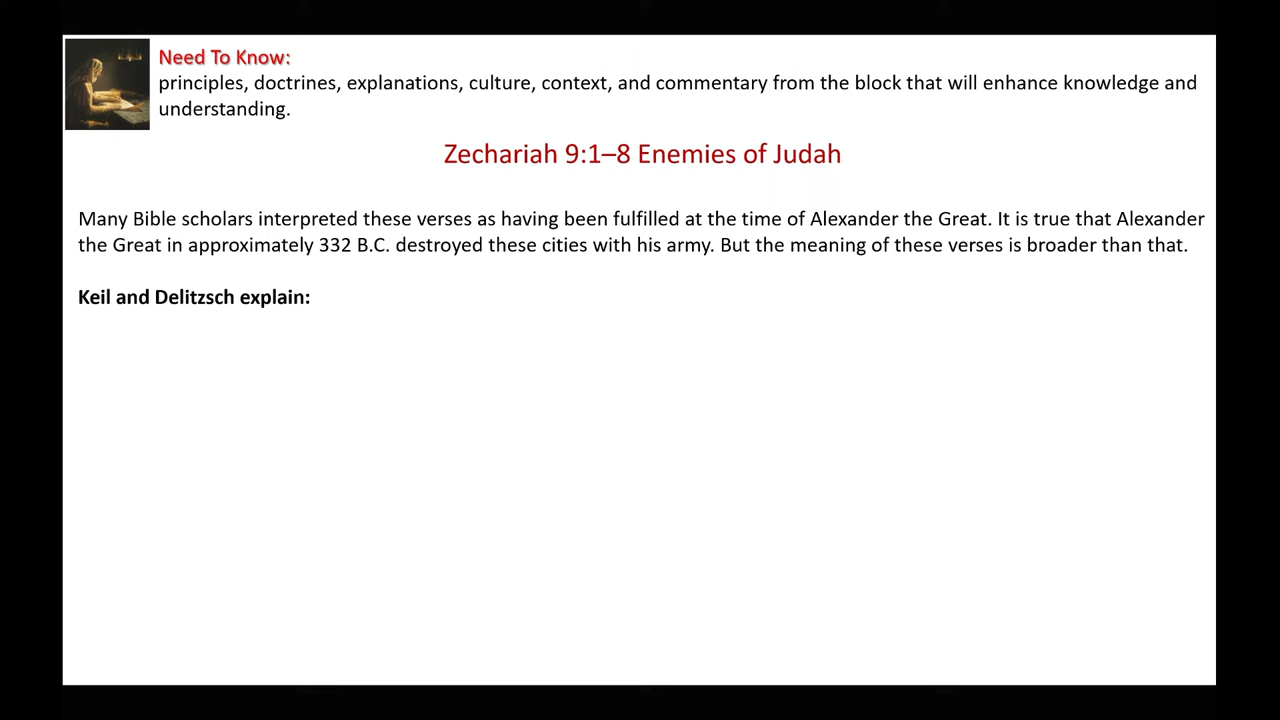 Need To Know:
principles, doctrines, explanations, culture, context, and commentary from the block that will enhance knowledge and
understanding.
Zechariah 9:1–8 Enemies of Judah
Many Bible scholars interpreted these verses as having been fulfilled at the time of Alexander the Great. It is true that Alexander
the Great in approximately 332 B.C. destroyed these cities with his army. But the meaning of these verses is broader than that.
Keil and Delitzsch explain: